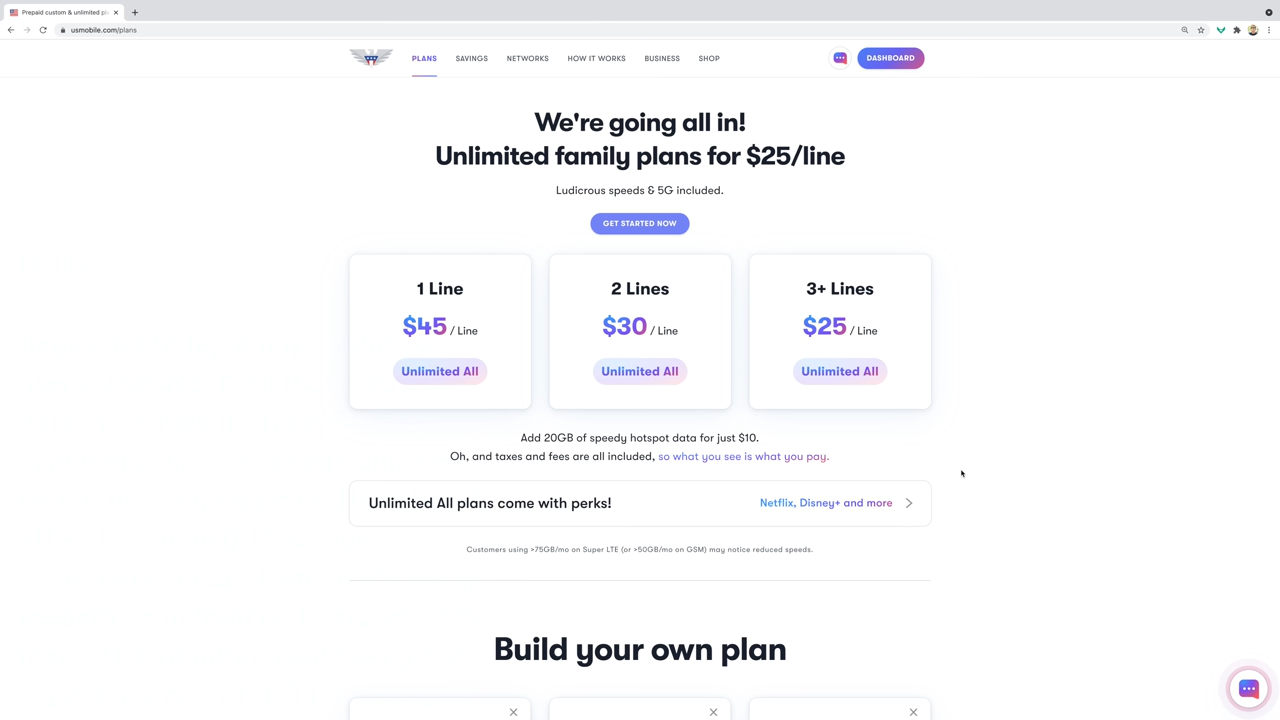 Prepaid custom & unlimited pl
usmobile.com/plans
PLANS
SAVINGS
NETWORKS
HOW IT WORKS
BUSINESS
SHOP
DASHBOARD
We're going all in!
Unlimited family plans for $25/line
Ludicrous speeds & 5G included.
GET STARTED NOW
1 Line
$45 / Line
Unlimited All
2 Lines
$30 / Line
Unlimited All
3+ Lines
$25 / Line
Unlimited All
Add 20GB of speedy hotspot data for just $10.
Oh, and taxes and fees are all included, so what you see is what you pay.
Unlimited All plans come with perks!
Netflix, Disney+ and more
Customers using >75GB/mo on Super LTE (or >50GB/mo on GSM) may notice reduced speeds.
Build your own plan